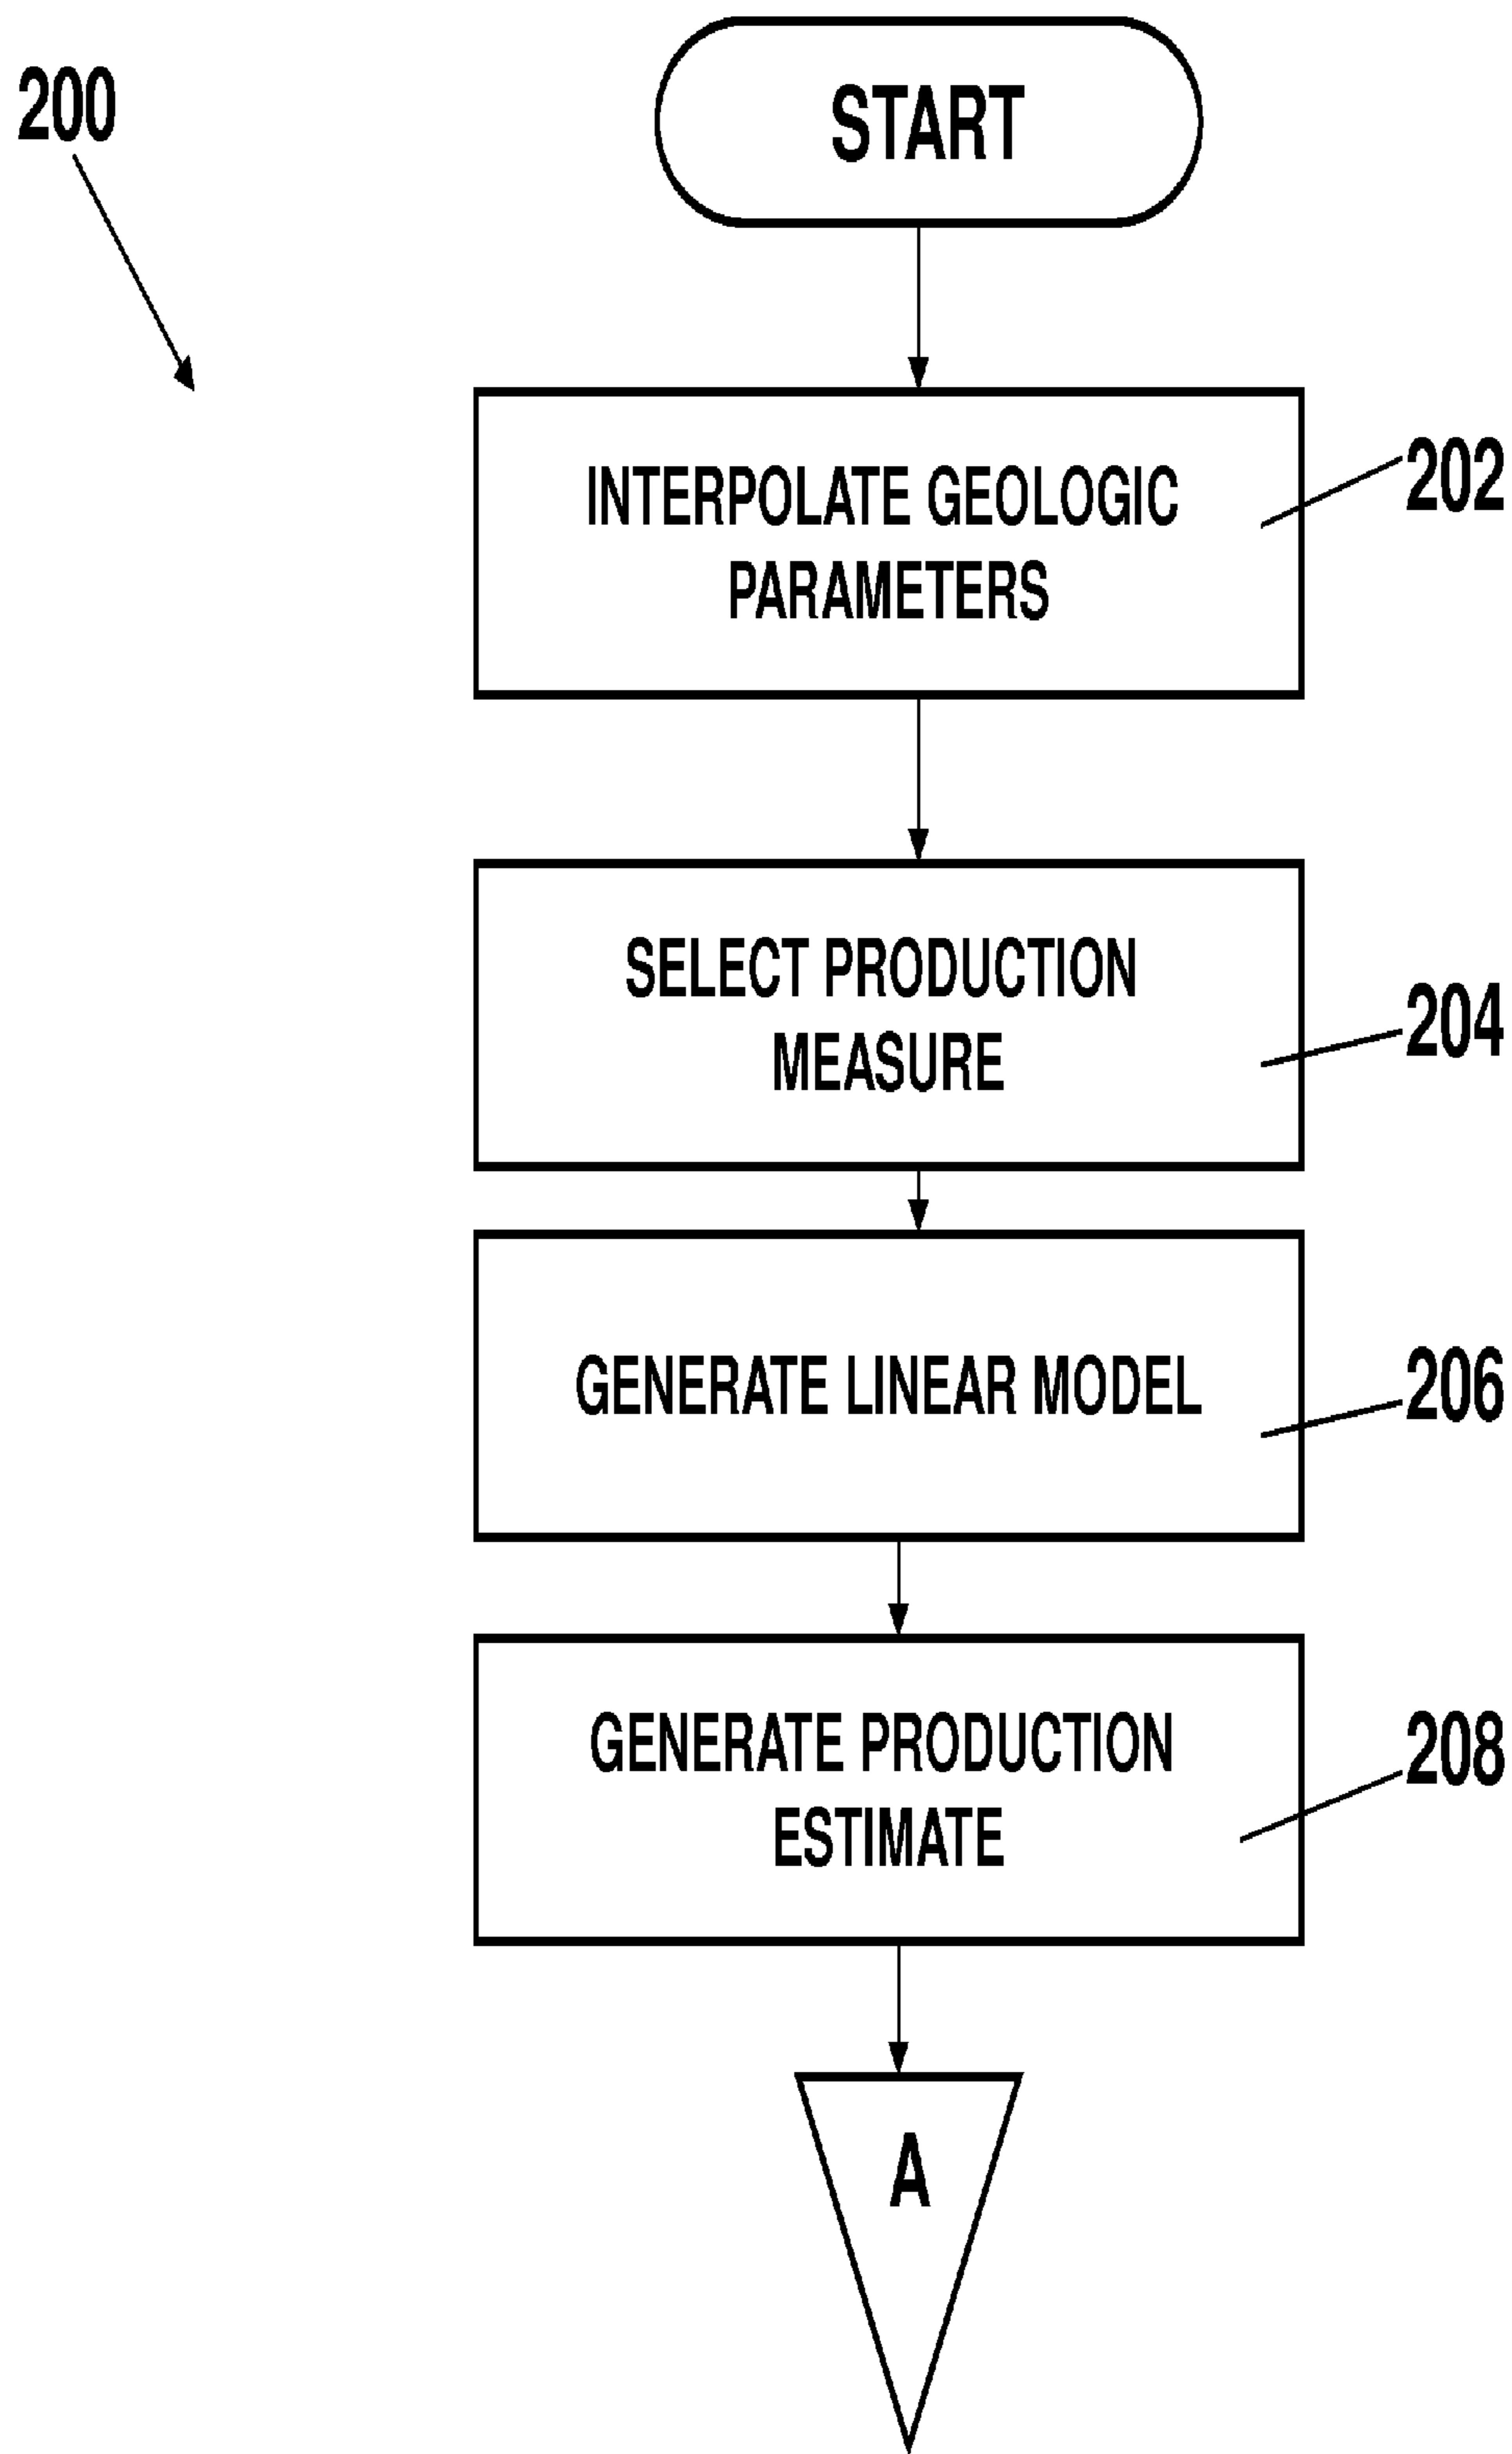 200
START
INTERPOLATE GEOLOGIC
PARAMETERS
202
SELECT PRODUCTION
MEASURE
204
GENERATE LINEAR MODEL
206
GENERATE PRODUCTION
ESTIMATE
208
A